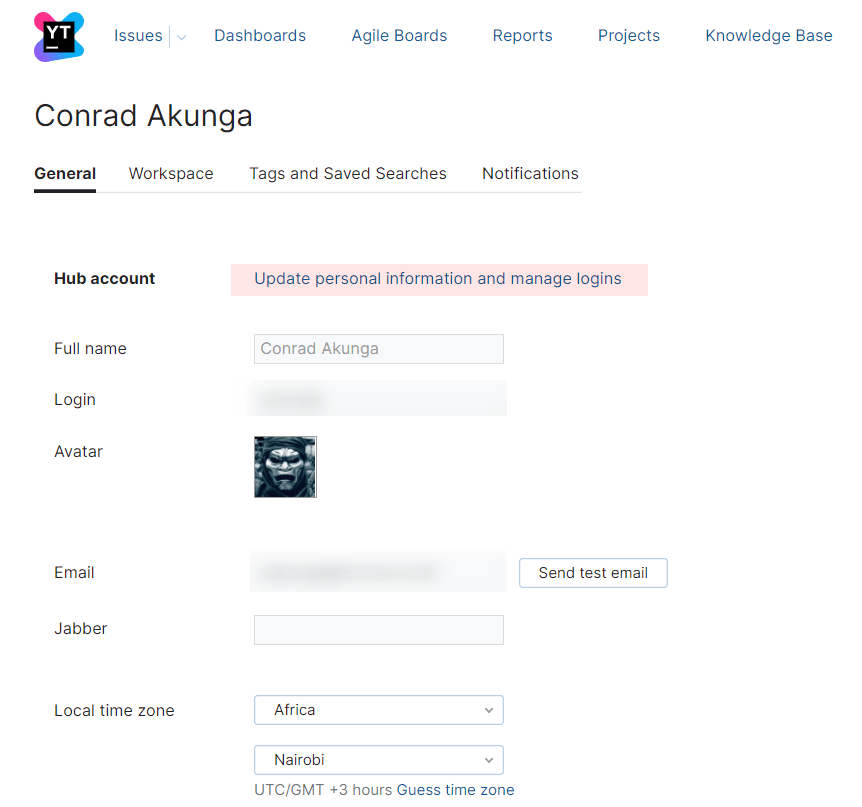 YT
Issues Dashboards Agile Boards Reports Projects Knowledge Base
Conrad Akunga
General Workspace Tags and Saved Searches Notifications
Hub account Update personal information and manage logins
Full name Conrad Akunga
Login
Avatar
Email Send test email
Jabber
Local time zone Africa
Nairobi
UTC/GMT +3 hours Guess time zone